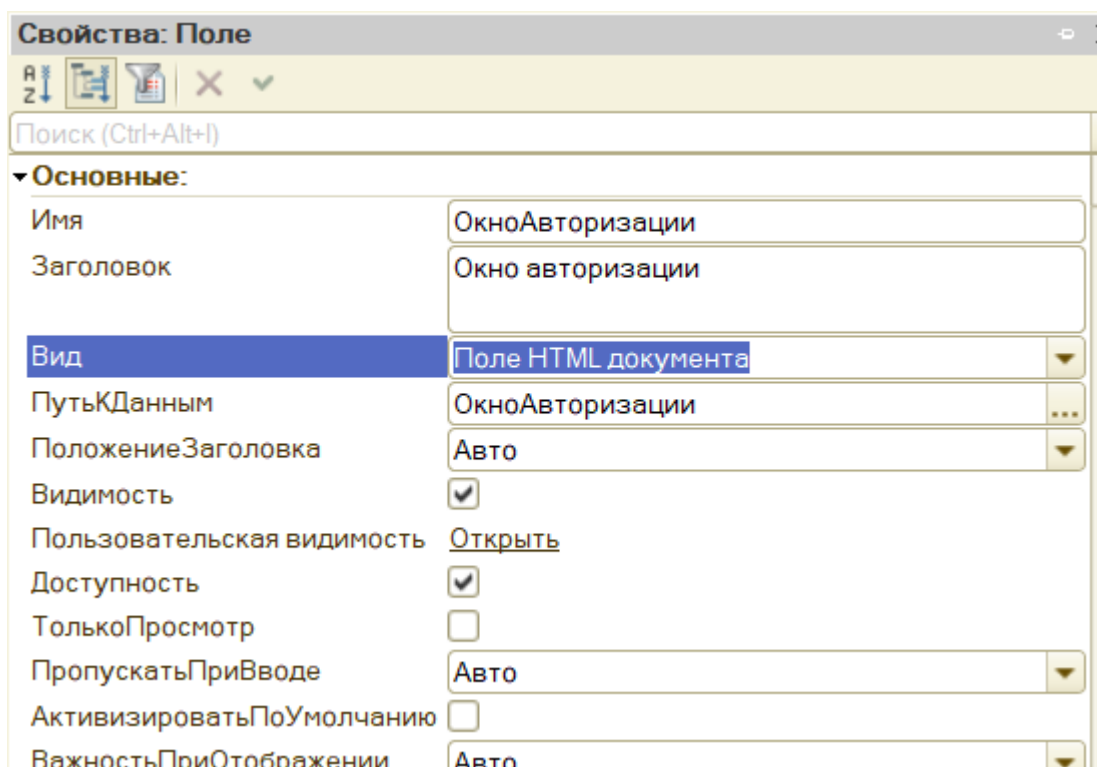 Свойства: Поле
Поиск (Ctrl+Alt+I)
Основные:
Имя ОкноАвторизации
Заголовок Окно авторизации
Вид Поле HTML документа
ПутьКДанным ОкноАвторизации ...
ПоложениеЗаголовка Авто
Видимость
Пользовательская видимость Открыть
Доступность
ТолькоПросмотр
ПропускатьПриВводе Авто
АктивизироватьПоУмолчанию
ВажностьПриОтображении Авто